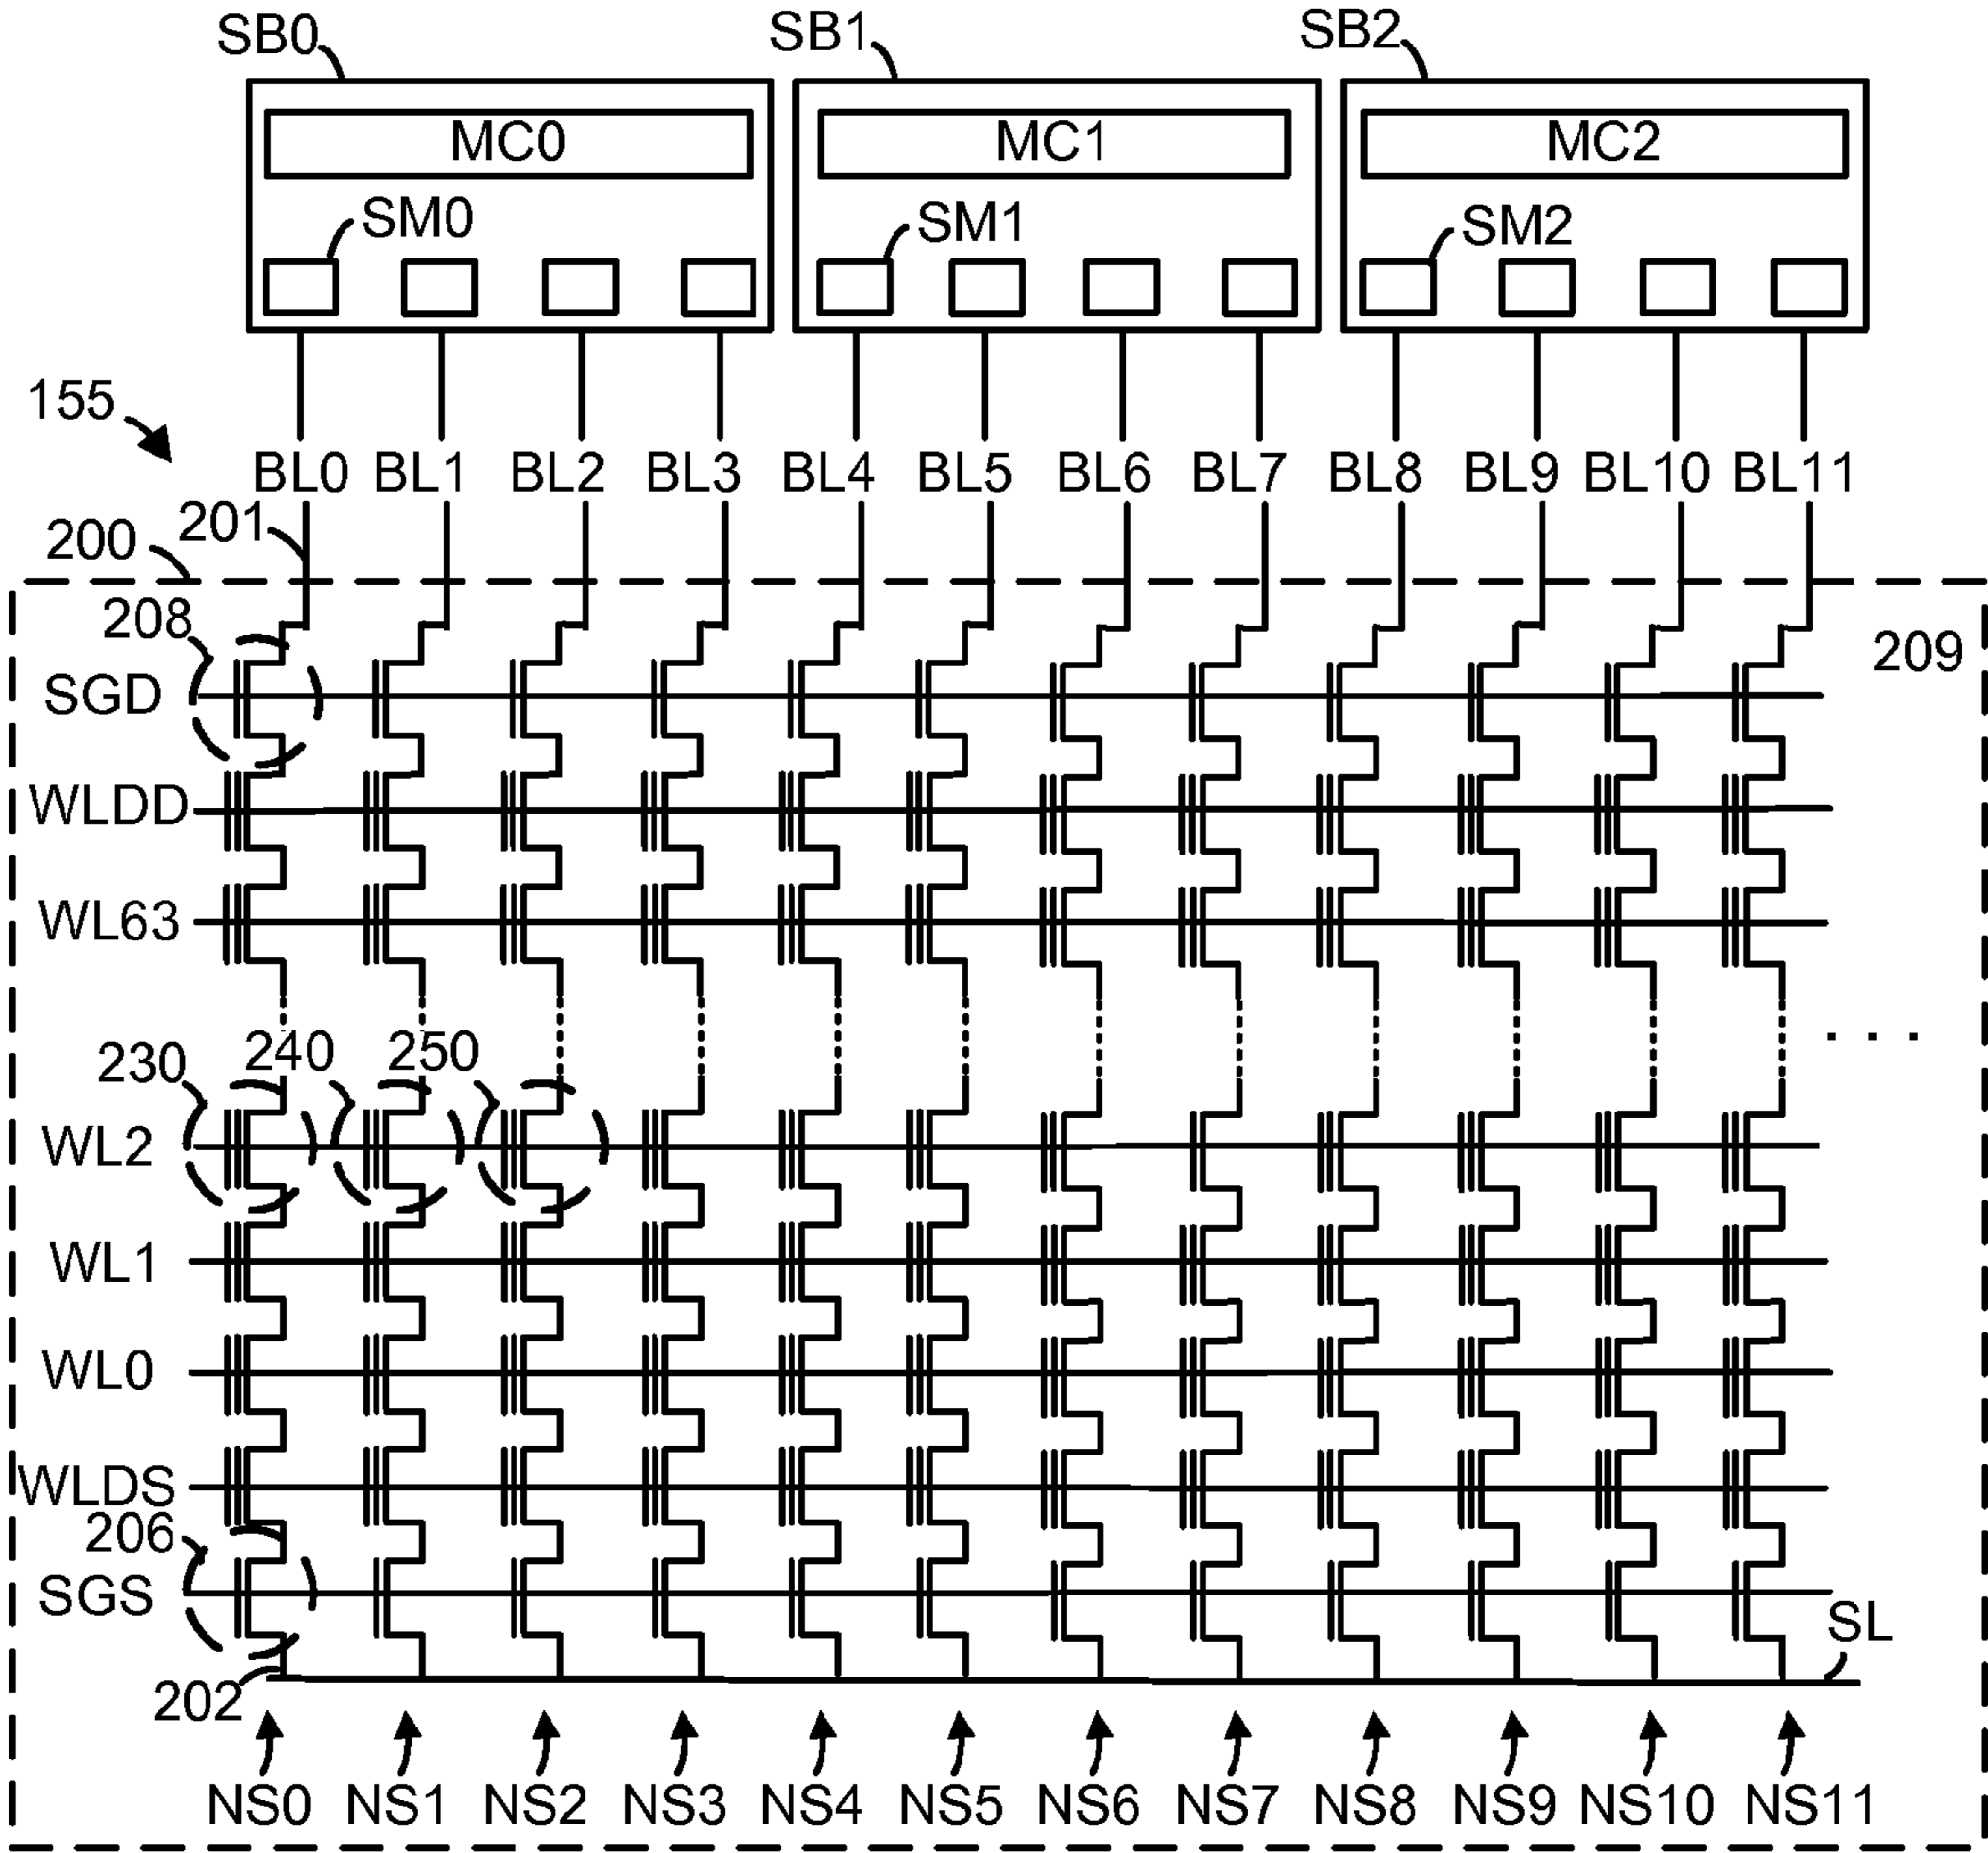 SB0 SB1 SB2
MC0 MC1 MC2
SM0 SM1 SM2
155
BL0 BL1 BL2 BL3 BL4 BL5 BL6 BL7 BL8 BL9 BL10 BL11
201
200
208
209
SGD
WLDD
WL63
230 240 250 . . .
WL2
WL1
WL0
WLDS
206
SGS
SL
202
NS0 NS1 NS2 NS3 NS4 NS5 NS6 NS7 NS8 NS9 NS10 NS11